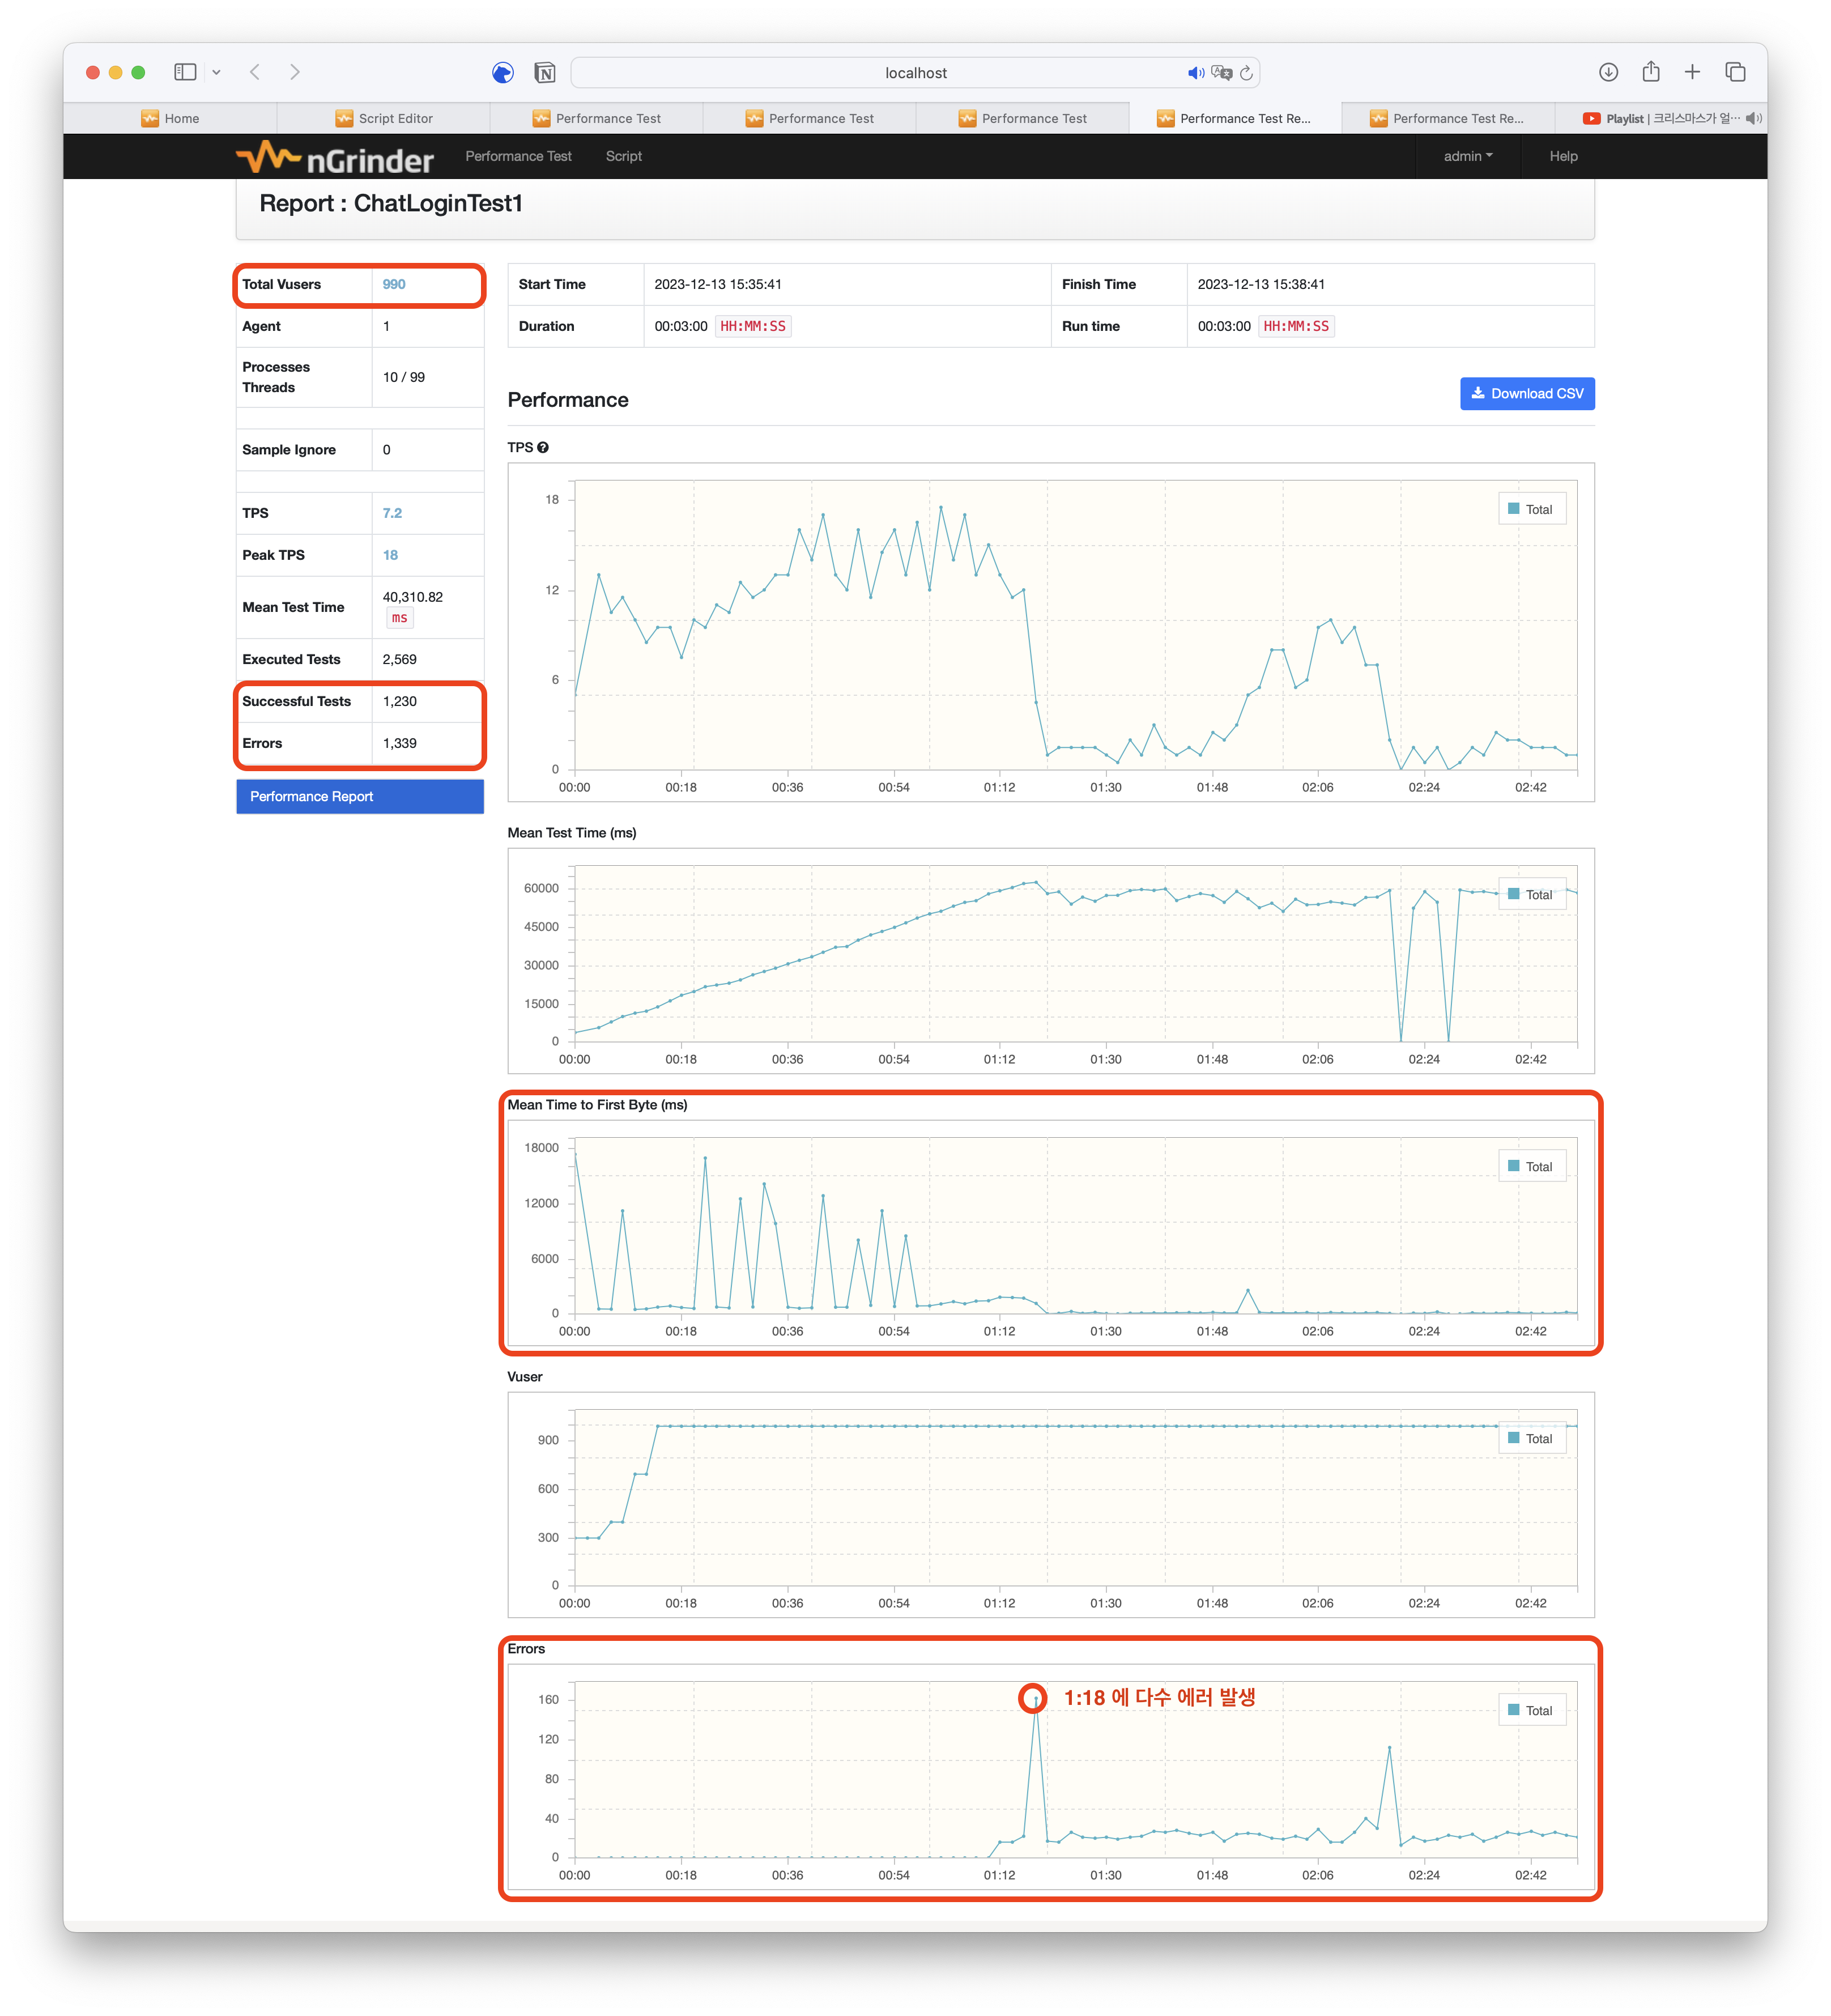 localhost
Home
Script Editor
Performance Test
Performance Test
Performance Test
Performance Test Re...
Performance Test Re...
Playlist | 크리스마스가 얼...
nGrinder
Performance Test
Script
admin
Help
Report : ChatLoginTest1
Total Vusers 990
Agent 1
Processes
Threads
10 / 99
Sample Ignore 0
TPS 7.2
Peak TPS 18
Mean Test Time 40,310.82
ms
Executed Tests 2,569
Successful Tests 1,230
Errors 1,339
Performance Report
Start Time 2023-12-13 15:35:41 Finish Time 2023-12-13 15:38:41
Duration 00:03:00 HH:MM:SS Run time 00:03:00 HH:MM:SS
Performance
Download CSV
TPS ?
18
12
6
0
Total
00:00 00:18 00:36 00:54 01:12 01:30 01:48 02:06 02:24 02:42
Mean Test Time (ms)
60000
45000
30000
15000
0
Total
00:00 00:18 00:36 00:54 01:12 01:30 01:48 02:06 02:24 02:42
Mean Time to First Byte (ms)
18000
12000
6000
0
Total
00:00 00:18 00:36 00:54 01:12 01:30 01:48 02:06 02:24 02:42
Vuser
900
600
300
0
Total
00:00 00:18 00:36 00:54 01:12 01:30 01:48 02:06 02:24 02:42
Errors
160
120
80
40
0
1:18 에 다수 에러 발생
Total
00:00 00:18 00:36 00:54 01:12 01:30 01:48 02:06 02:24 02:42